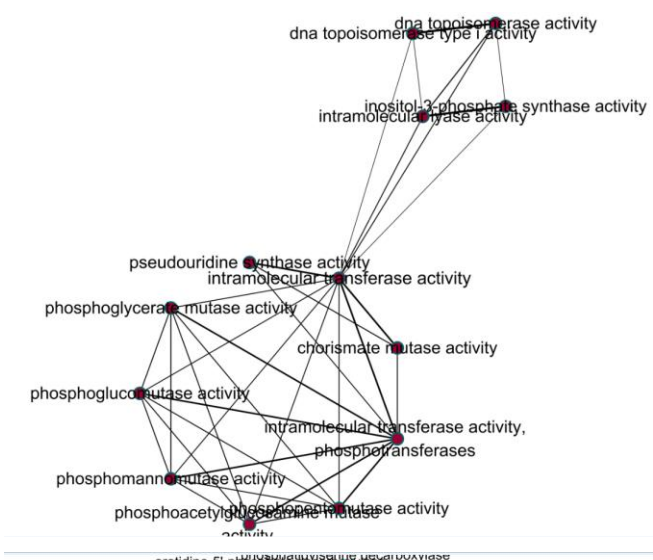 dna topoisomerase activity
dna topoisomerase type I activity
inositol-3-phosphate synthase activity
intramolecular lyase activity
pseudouridine synthase activity
intramolecular transferase activity
phosphoglycerate mutase activity
chorismate mutase activity
phosphoglucomutase activity
intramolecular transferase activity,
phosphotransferases
phosphomannomutase activity
phosphopentomutase activity
phosphoacetylglucosamine mutase
activity